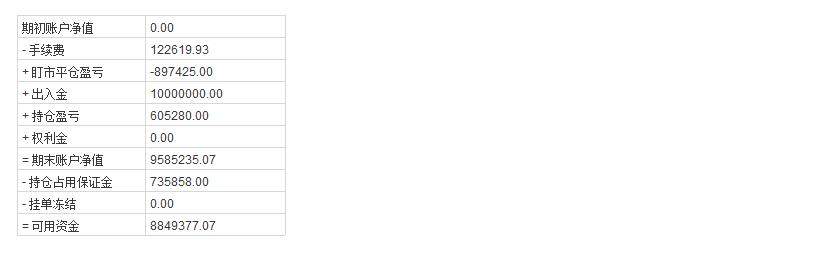 期初账户净值 0.00
- 手续费 122619.93
+ 盯市平仓盈亏 -897425.00
+ 出入金 10000000.00
+ 持仓盈亏 605280.00
+ 权利金 0.00
= 期末账户净值 9585235.07
- 持仓占用保证金 735858.00
- 挂单冻结 0.00
= 可用资金 8849377.07